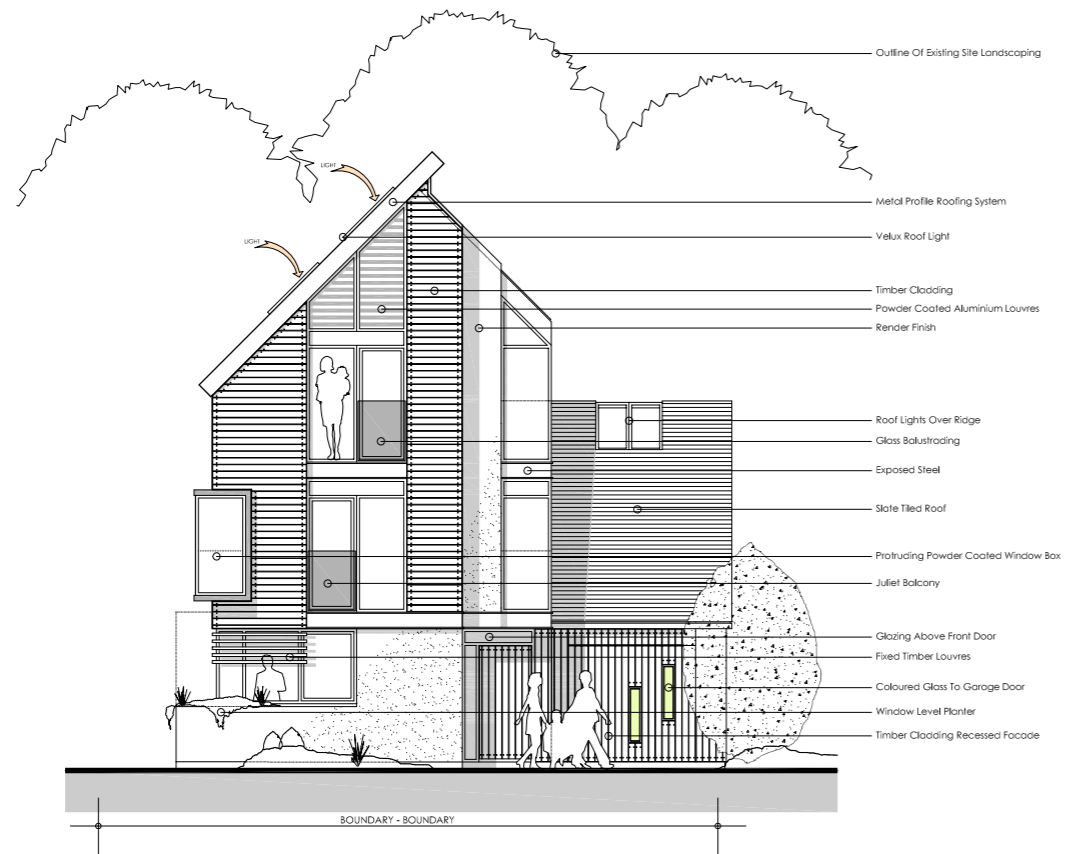 Outline Of Existing Site Landscaping
LIGHT
Metal Profile Roofing System
Velux Roof Light
LIGHT
Timber Cladding
Powder Coated Aluminium Louvres
Render Finish
Roof Lights Over Ridge
Glass Balustrading
Exposed Steel
Slate Tiled Roof
Protruding Powder Coated Window Box
Juliet Balcony
Glazing Above Front Door
Fixed Timber Louvres
Coloured Glass To Garage Door
Window Level Planter
Timber Cladding Recessed Facade
BOUNDARY - BOUNDARY